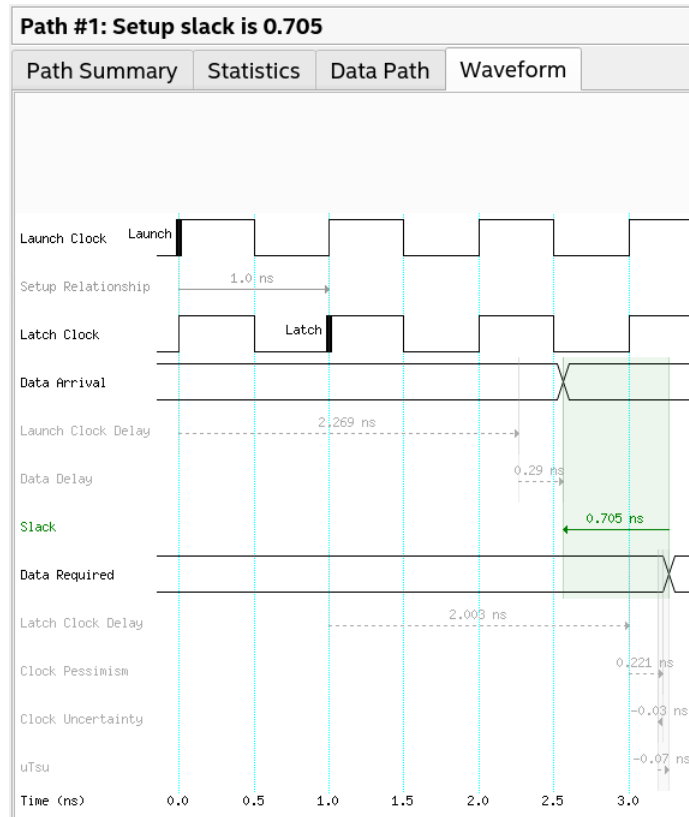 Path #1: Setup slack is 0.705
Path Summary Statistics Data Path Waveform
Launch Clock Launch
Setup Relationship 1.0 ns
Latch Clock Latch
Data Arrival
Launch Clock Delay 2.269 ns
Data Delay 0.29 ns
Slack 0.705 ns
Data Required
Latch Clock Delay 2.003 ns
Clock Pessimism 0.221 ns
Clock Uncertainty -0.03 ns
uTsu -0.07 ns
Time (ns) 0.0 0.5 1.0 1.5 2.0 2.5 3.0